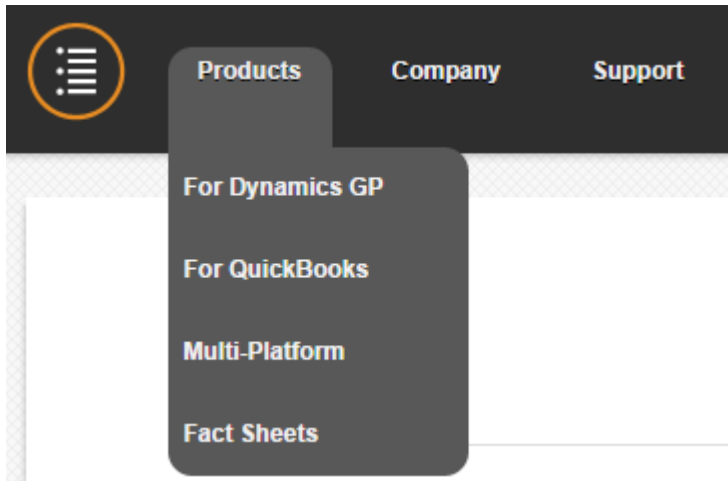 Products Company Support
For Dynamics GP
For QuickBooks
Multi-Platform
Fact Sheets